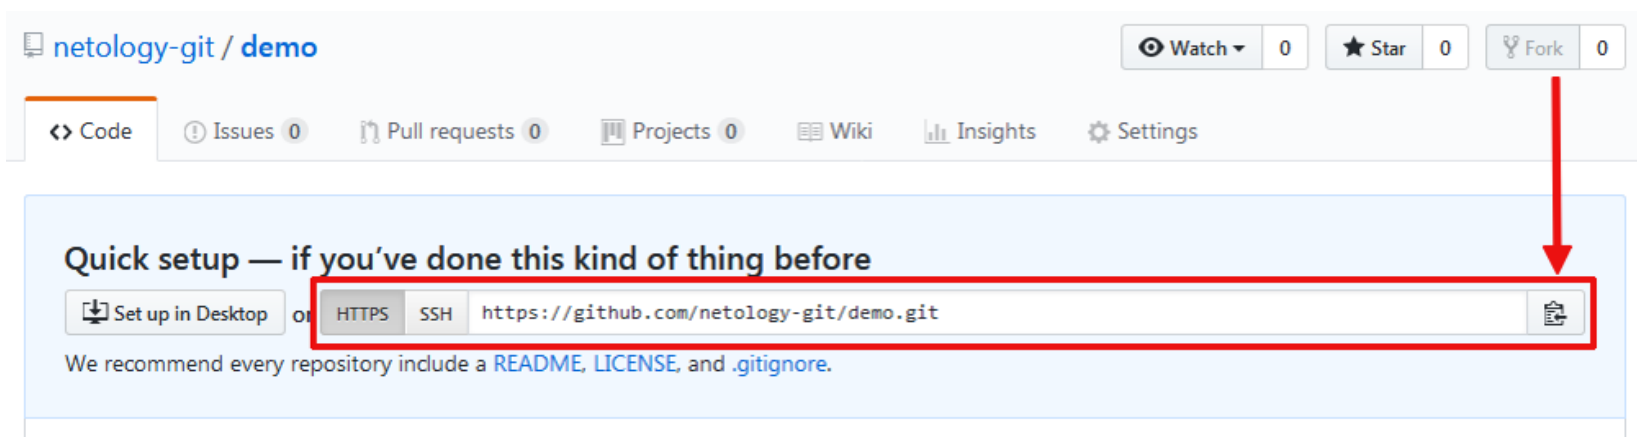 netology-git / demo
Watch 0 Star 0 Fork 0
Code Issues 0 Pull requests 0 Projects 0 Wiki Insights Settings
Quick setup — if you’ve done this kind of thing before
Set up in Desktop or HTTPS SSH https://github.com/netology-git/demo.git
We recommend every repository include a README, LICENSE, and .gitignore.